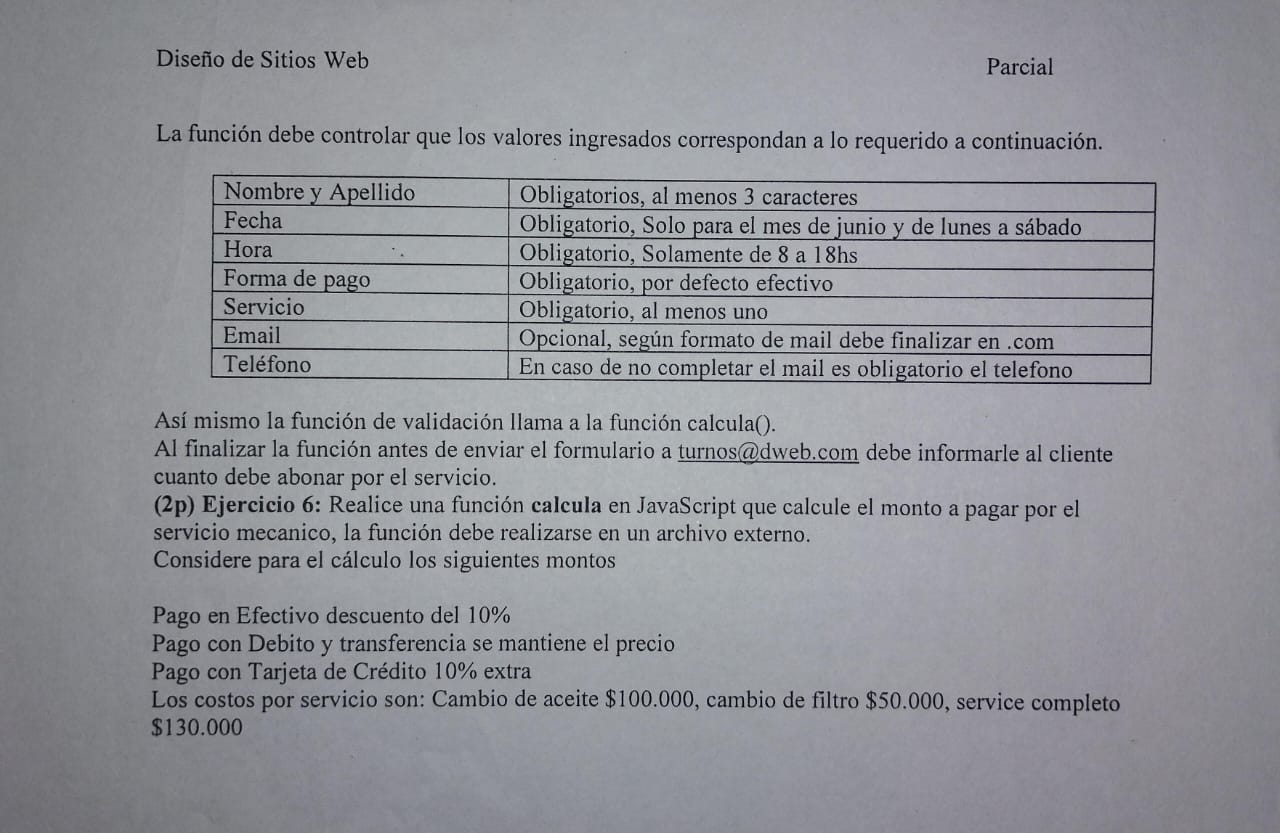 Diseño de Sitios Web
Parcial
La función debe controlar que los valores ingresados correspondan a lo requerido a continuación.
Nombre y Apellido Obligatorios, al menos 3 caracteres
Fecha Obligatorio, Solo para el mes de junio y de lunes a sábado
Hora Obligatorio, Solamente de 8 a 18hs
Forma de pago Obligatorio, por defecto efectivo
Servicio Obligatorio, al menos uno
Email Opcional, según formato de mail debe finalizar en .com
Teléfono En caso de no completar el mail es obligatorio el telefono
Así mismo la función de validación llama a la función calcula().
Al finalizar la función antes de enviar el formulario a turnos@dweb.com debe informarle al cliente
cuanto debe abonar por el servicio.
(2p) Ejercicio 6: Realice una función calcula en JavaScript que calcule el monto a pagar por el
servicio mecanico, la función debe realizarse en un archivo externo.
Considere para el cálculo los siguientes montos
Pago en Efectivo descuento del 10%
Pago con Debito y transferencia se mantiene el precio
Pago con Tarjeta de Crédito 10% extra
Los costos por servicio son: Cambio de aceite $100.000, cambio de filtro $50.000, service completo
$130.000